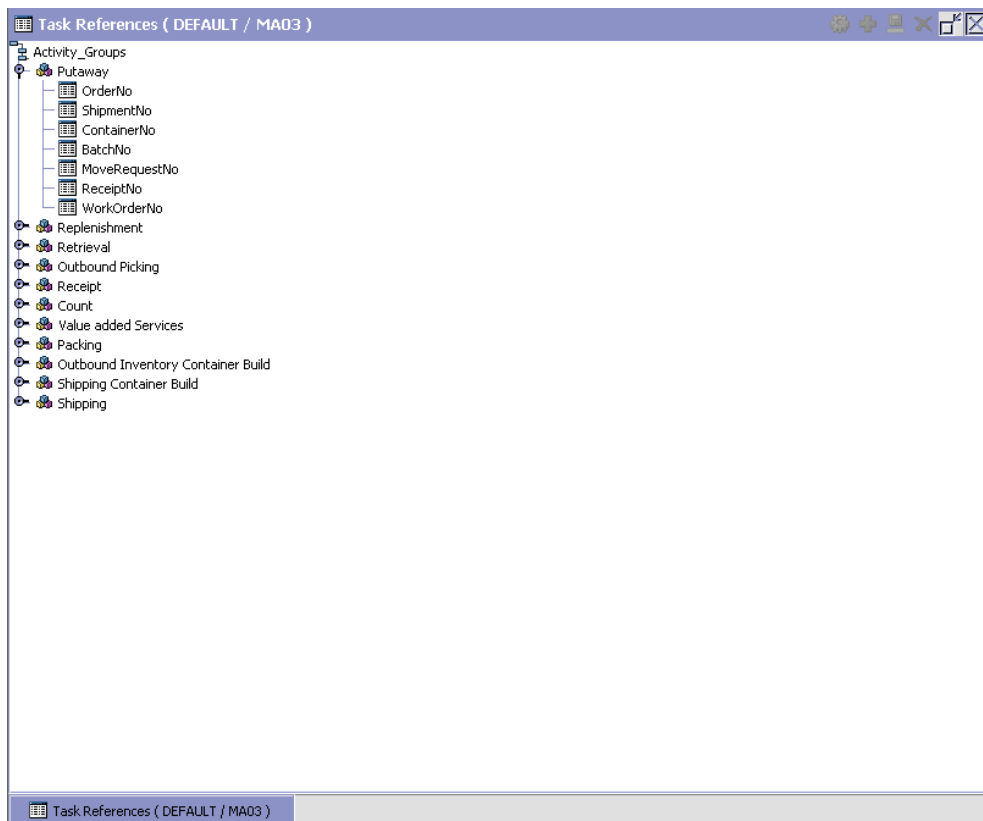 Task References ( DEFAULT / MA03 )
Activity_Groups
Putaway
OrderNo
ShipmentNo
ContainerNo
BatchNo
MoveRequestNo
ReceiptNo
WorkOrderNo
Replenishment
Retrieval
Outbound Picking
Receipt
Count
Value added Services
Packing
Outbound Inventory Container Build
Shipping Container Build
Shipping
Task References ( DEFAULT / MA03 )